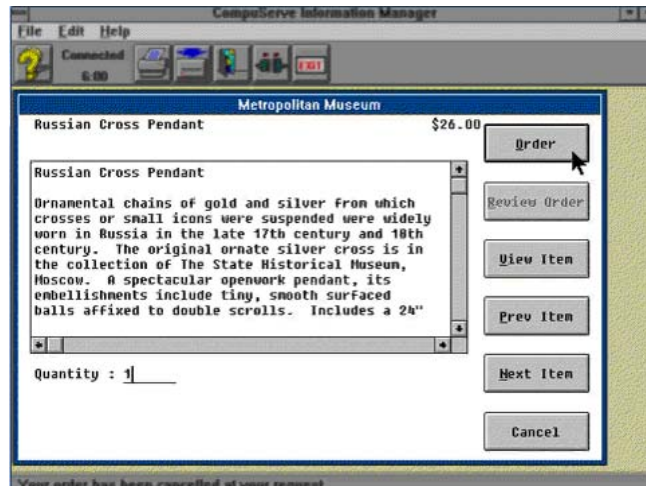 CompuServe Information Manager
File Edit Help
Connected
6:00
EXIT
Metropolitan Museum
Russian Cross Pendant $26.00
Order
Russian Cross Pendant
Ornamental chains of gold and silver from which
crosses or small icons were suspended were widely
worn in Russia in the late 17th century and 18th
century. The original ornate silver cross is in
the collection of The State Historical Museum,
Moscow. A spectacular openwork pendant, its
embellishments include tiny, smooth surfaced
balls affixed to double scrolls. Includes a 24"
Review Order
View Item
Prev Item
Quantity : 1
Next Item
Cancel
Your order has been cancelled at your request